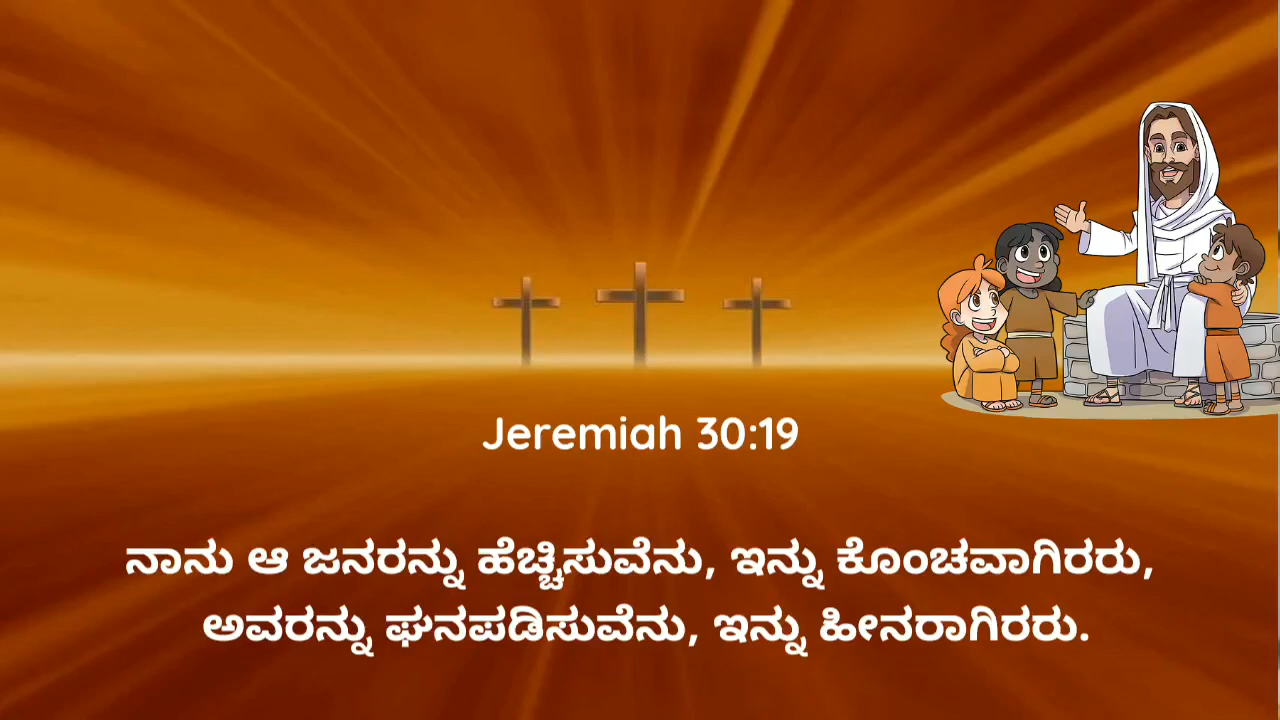 Jeremiah 30:19
ನಾನು ಆ ಜನರನ್ನು ಹೆಚ್ಚಿಸುವೆನು, ಇನ್ನು ಕೊಂಚವಾಗಿರರು,
ಅವರನ್ನು ಘನಪಡಿಸುವೆನು, ಇನ್ನು ಹೀನರಾಗಿರರು.